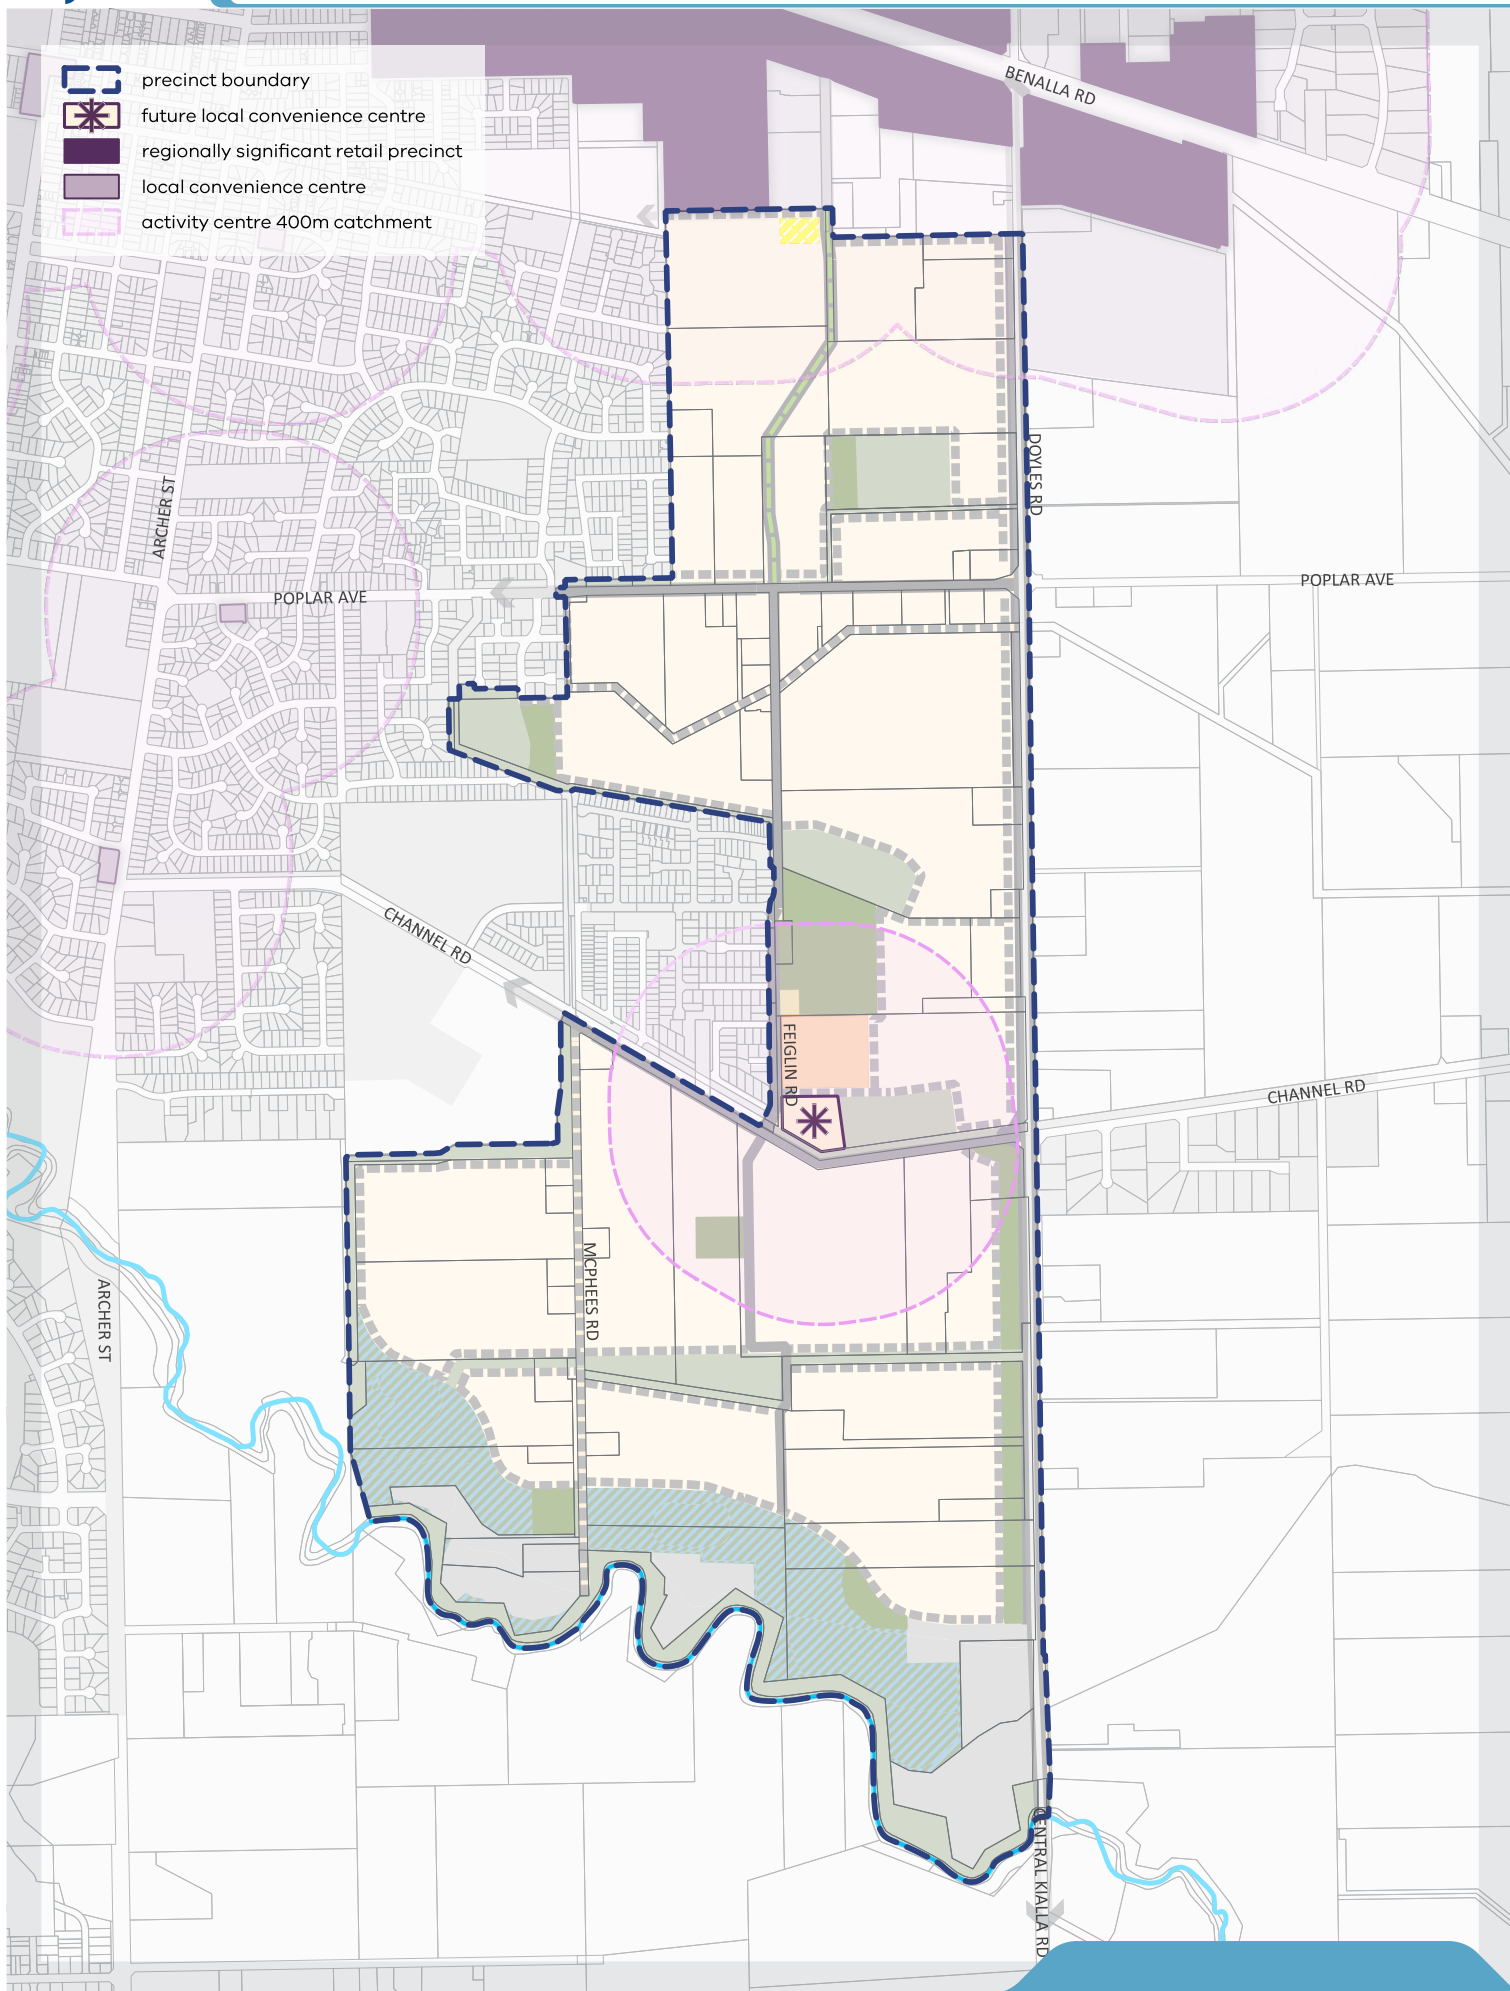 precinct boundary
future local convenience centre
regionally significant retail precinct
local convenience centre
activity centre 400m catchment
BENALLA RD
DOYLES RD
ARCHER ST
POPLAR AVE
POPLAR AVE
CHANNEL RD
FEIGLIN RD
CHANNEL RD
MCPHEES RD
ARCHER ST
CENTRAL KIALLA RD